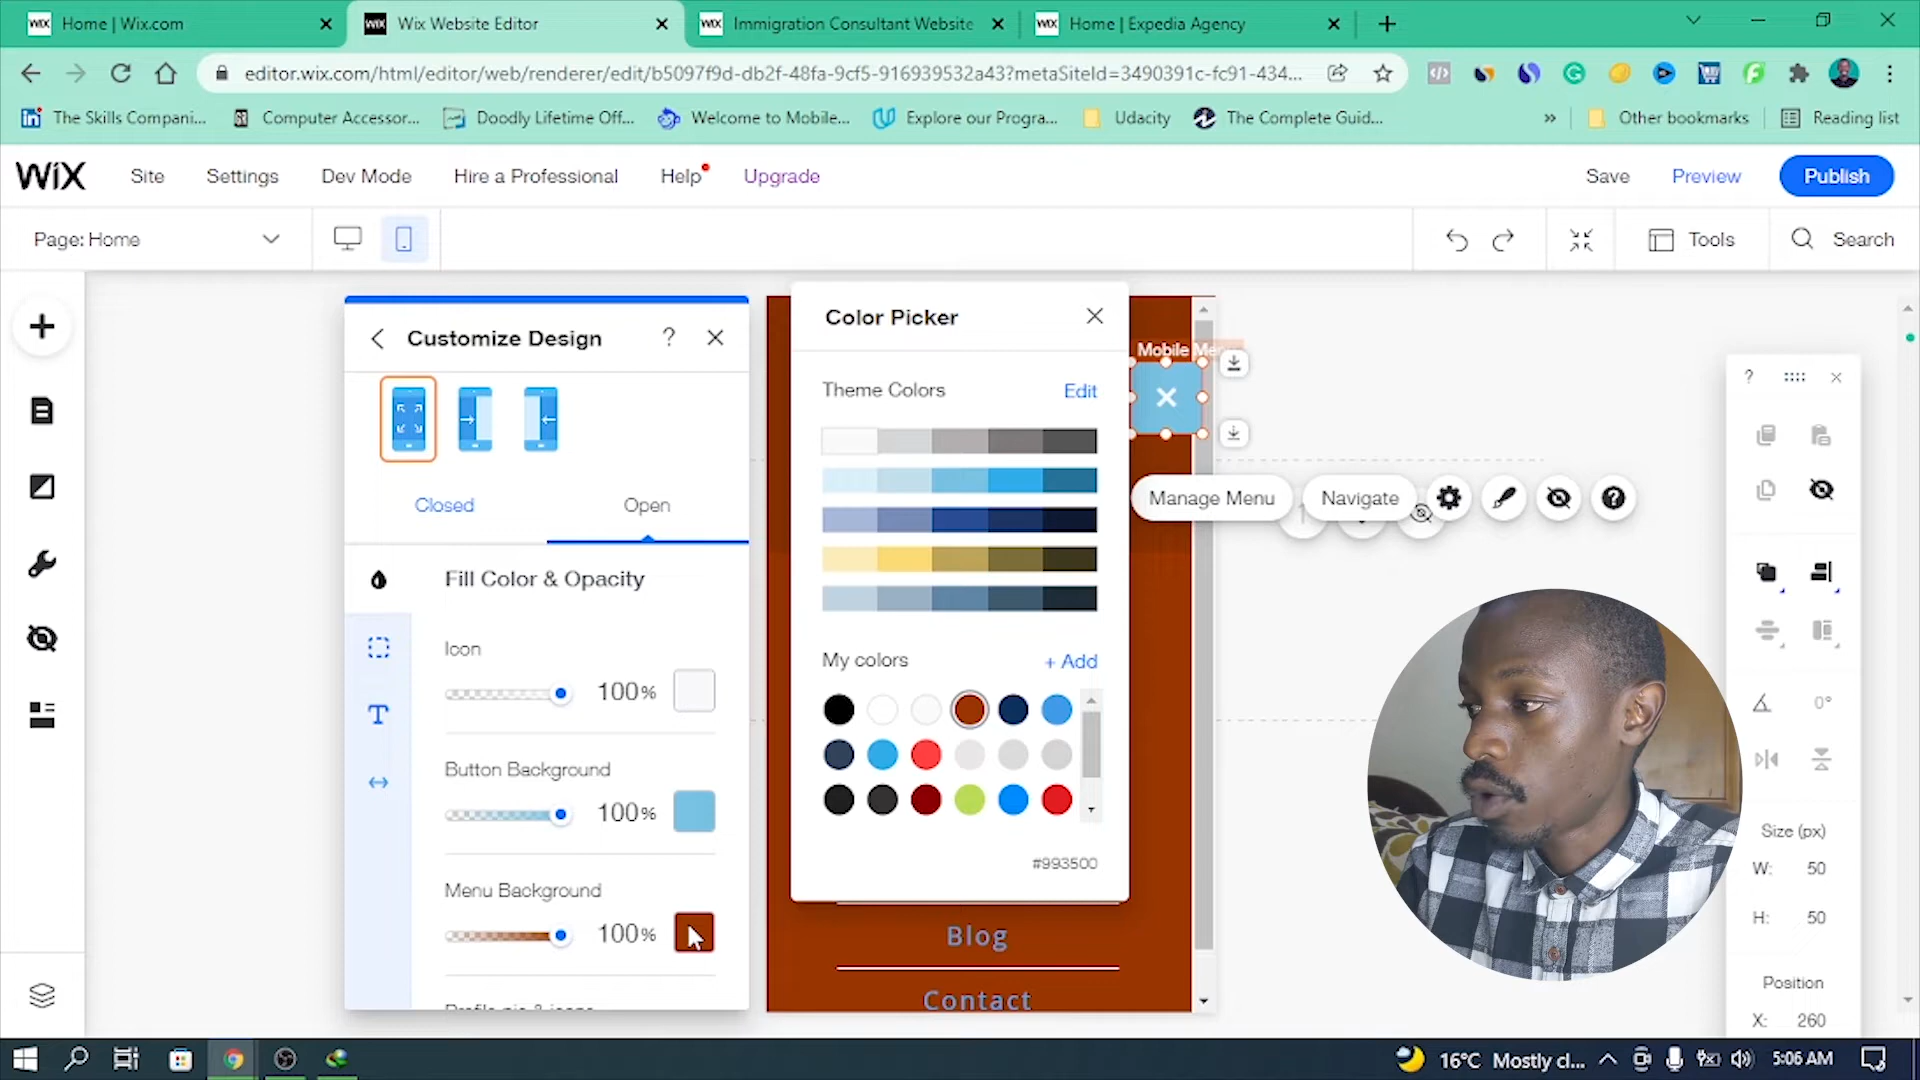 Home | Wix.com
Wix Website Editor
Immigration Consultant Website
Home | Expedia Agency
editor.wix.com/html/editor/web/renderer/edit/b5097f9d-db2f-48fa-9cf5-916939532a43?metaSiteId=3490391c-fc91-434...
The Skills Compani...
Computer Accessor...
Doodly Lifetime Off...
Welcome to Mobile...
Explore our Progra...
Udacity
The Complete Guid...
»
Other bookmarks
Reading list
WiX
Site
Settings
Dev Mode
Hire a Professional
Help
Upgrade
Save
Preview
Publish
Page: Home
Tools
Search
Customize Design
?
Closed
Open
Fill Color & Opacity
Icon
100%
Button Background
100%
Menu Background
100%
Color Picker
Theme Colors
Edit
My colors
+ Add
#993500
Mobile Me
Manage Menu
Navigate
Blog
Contact
?
0°
Size (px)
W: 50
H: 50
Position
X: 260
16°C Mostly cl...
5:06 AM